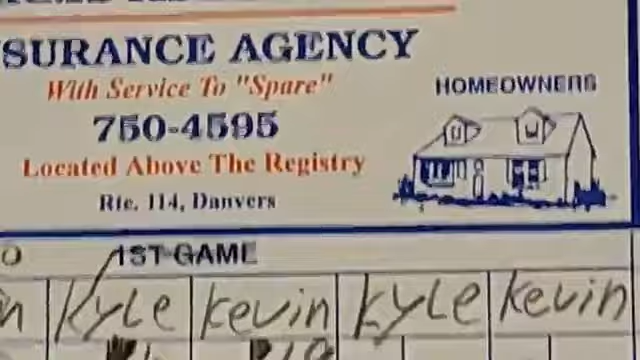 SURANCE AGENCY
With Service To "Spare"
HOMEOWNERS
750-4595
Located Above The Registry
Rte. 114, Danvers
1ST GAME
Kyle Kevin Kyle Kevin